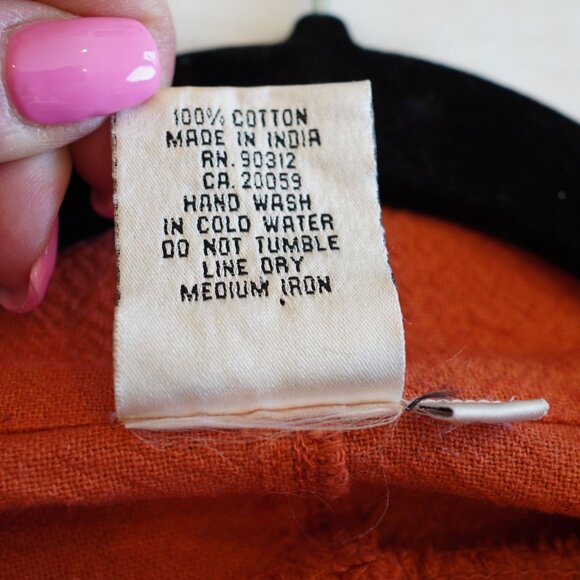 100% COTTON
MADE IN INDIA
RN. 90312
CA. 20059
HAND WASH
IN COLD WATER
DO NOT TUMBLE
LINE DRY
MEDIUM IRON